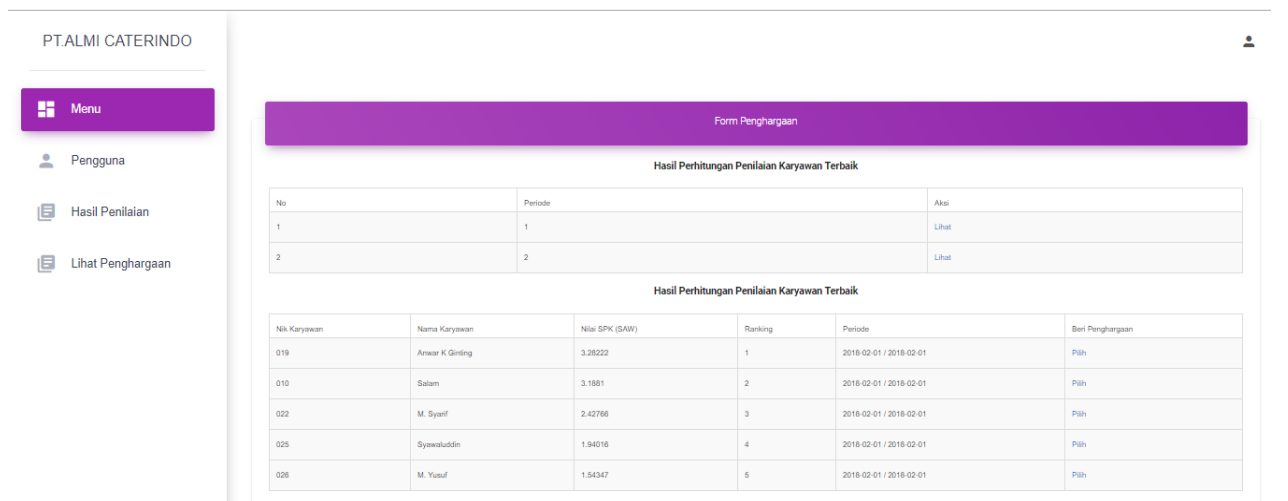 PT.ALMI CATERINDO
Menu
Pengguna
Hasil Penilaian
Lihat Penghargaan
Form Penghargaan
Hasil Perhitungan Penilaian Karyawan Terbaik
No Periode Aksi
1 1 Lihat
2 2 Lihat
Hasil Perhitungan Penilaian Karyawan Terbaik
Nik Karyawan Nama Karyawan Nilai SPK (SAW) Ranking Periode Beri Penghargaan
019 Anwar K Ginting 3.28222 1 2018-02-01 / 2018-02-01 Pilih
010 Salam 3.1881 2 2018-02-01 / 2018-02-01 Pilih
022 M. Syarif 2.42766 3 2018-02-01 / 2018-02-01 Pilih
025 Syawaluddin 1.94016 4 2018-02-01 / 2018-02-01 Pilih
026 M. Yusuf 1.54347 5 2018-02-01 / 2018-02-01 Pilih